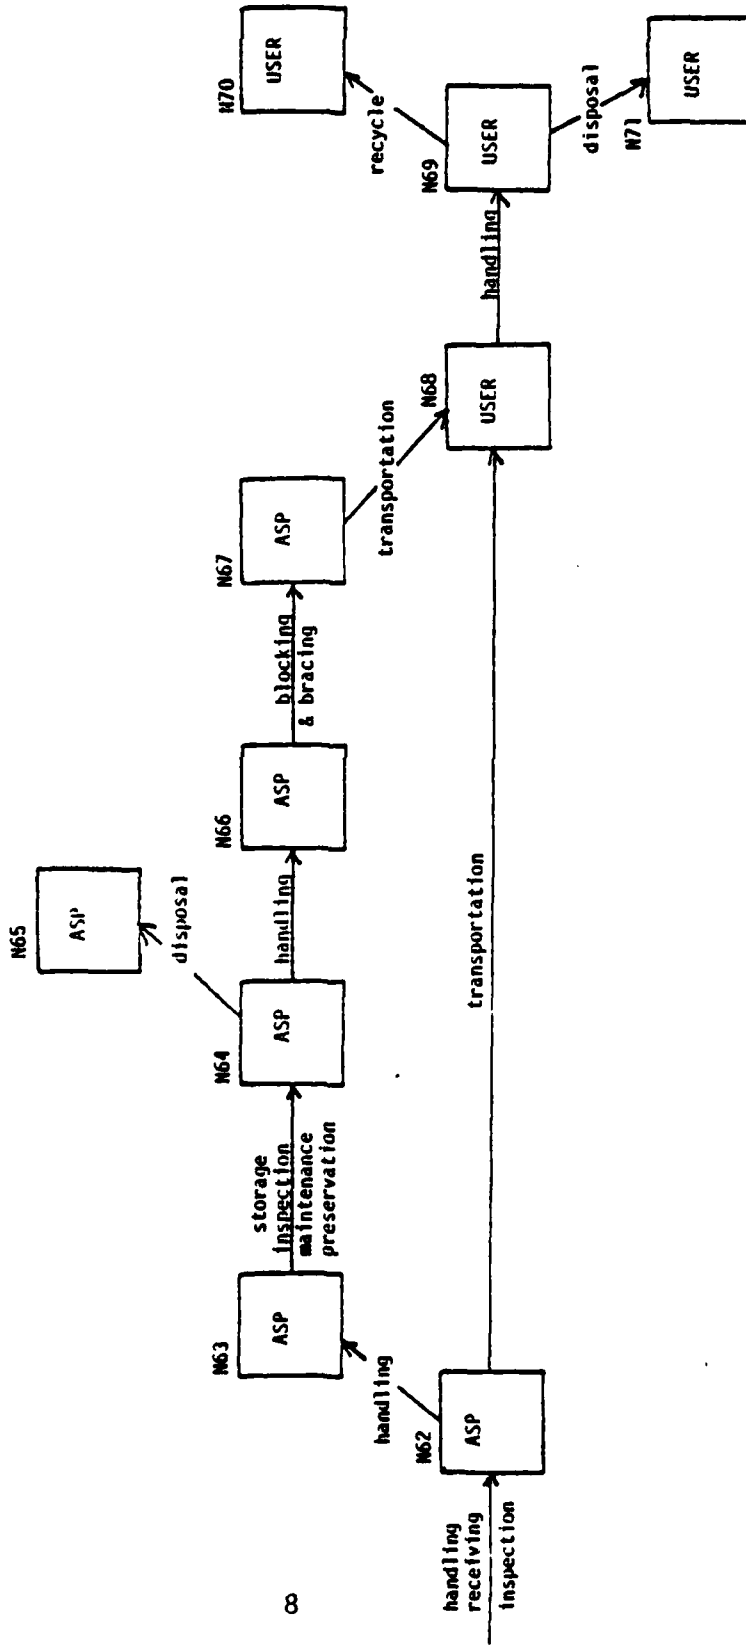 N65
ASP
disposal
N63
ASP
storage
inspection
maintenance
preservation
N64
ASP
handling
N66
ASP
blocking
& bracing
N67
ASP
transportation
N70
USER
recycle
handling
handling
receiving
inspection
N62
ASP
transportation
N68
USER
handling
N69
USER
disposal
N71
USER
8